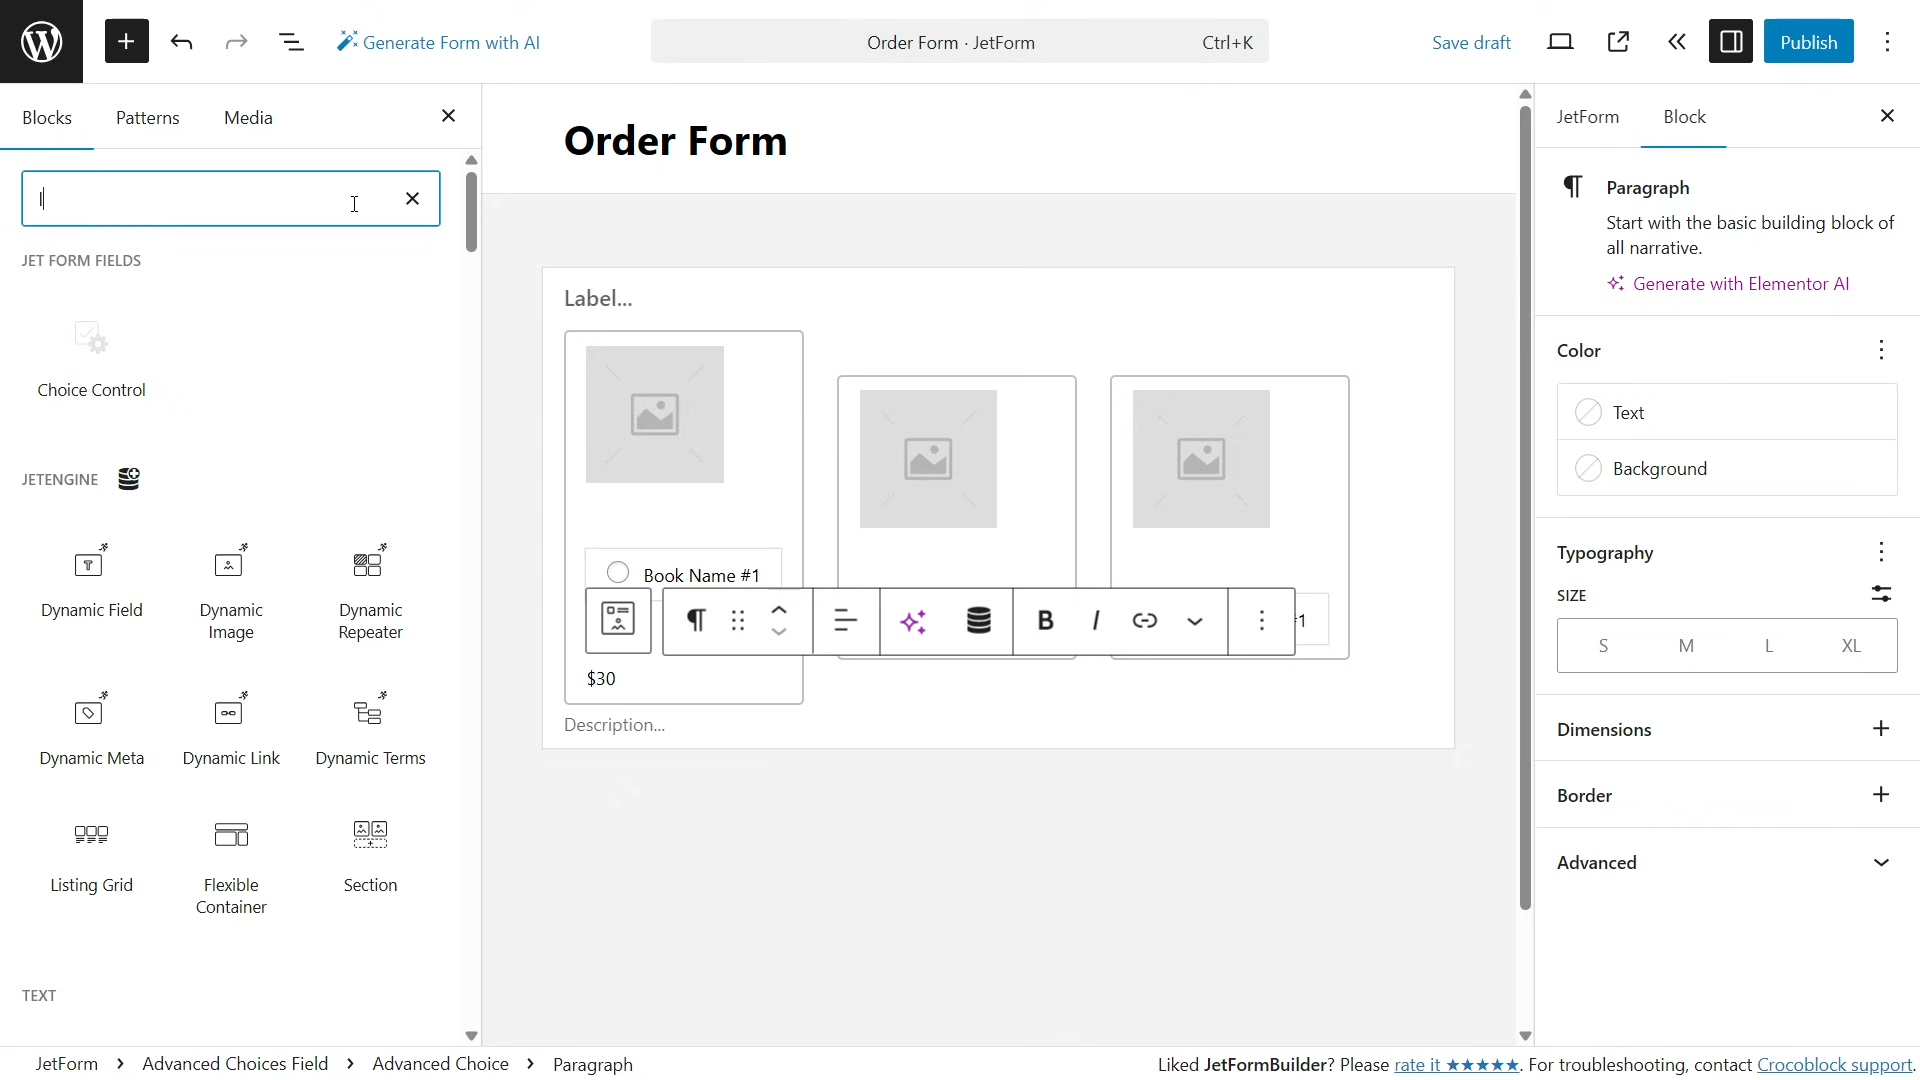 Generate Form with AI
Order Form · JetForm
Ctrl+K
Save draft
Publish
Blocks
Patterns
Media
l
JET FORM FIELDS
Choice Control
JETENGINE
Dynamic Field
Dynamic
Image
Dynamic
Repeater
Dynamic Meta
Dynamic Link
Dynamic Terms
Listing Grid
Flexible
Container
Section
TEXT
Order Form
Label...
Book Name #1
#1
$30
Description...
JetForm
Block
Paragraph
Start with the basic building block of
all narrative.
Generate with Elementor AI
Color
Text
Background
Typography
SIZE
S M L XL
Dimensions
Border
Advanced
JetForm > Advanced Choices Field > Advanced Choice > Paragraph
Liked JetFormBuilder? Please rate it ★★★★★. For troubleshooting, contact Crocoblock support.